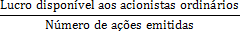 Lucro disponível aos acionistas ordinários
Número de ações emitidas